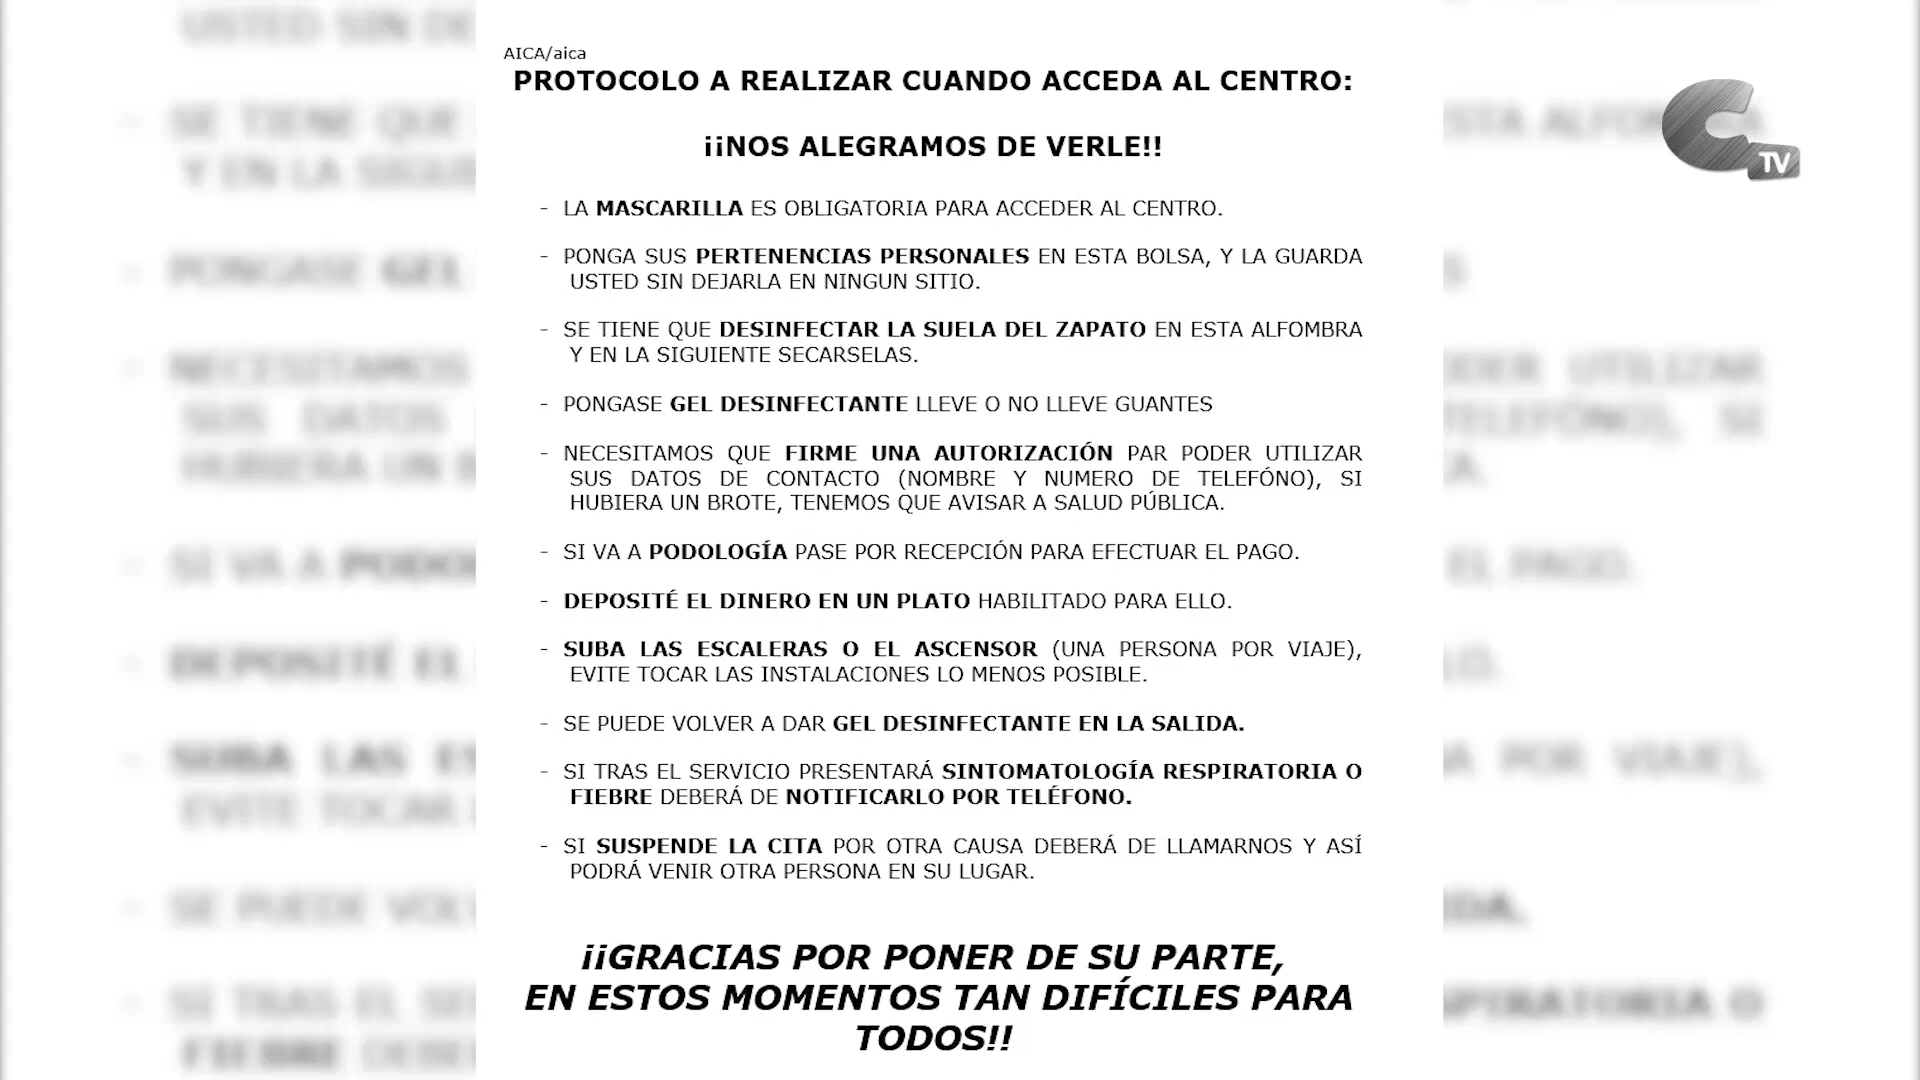 AICA/aica
PROTOCOLO A REALIZAR CUANDO ACCEDA AL CENTRO:
¡¡NOS ALEGRAMOS DE VERLE!!
- LA MASCARILLA ES OBLIGATORIA PARA ACCEDER AL CENTRO.
- PONGA SUS PERTENENCIAS PERSONALES EN ESTA BOLSA, Y LA GUARDA
USTED SIN DEJARLA EN NINGUN SITIO.
- SE TIENE QUE DESINFECTAR LA SUELA DEL ZAPATO EN ESTA ALFOMBRA
Y EN LA SIGUIENTE SECARSELAS.
- PONGASE GEL DESINFECTANTE LLEVE O NO LLEVE GUANTES
- NECESITAMOS QUE FIRME UNA AUTORIZACIÓN PAR PODER UTILIZAR
SUS DATOS DE CONTACTO (NOMBRE Y NUMERO DE TELEFÓNO), SI
HUBIERA UN BROTE, TENEMOS QUE AVISAR A SALUD PÚBLICA.
- SI VA A PODOLOGÍA PASE POR RECEPCIÓN PARA EFECTUAR EL PAGO.
- DEPOSITÉ EL DINERO EN UN PLATO HABILITADO PARA ELLO.
- SUBA LAS ESCALERAS O EL ASCENSOR (UNA PERSONA POR VIAJE),
EVITE TOCAR LAS INSTALACIONES LO MENOS POSIBLE.
- SE PUEDE VOLVER A DAR GEL DESINFECTANTE EN LA SALIDA.
- SI TRAS EL SERVICIO PRESENTARÁ SINTOMATOLOGÍA RESPIRATORIA O
FIEBRE DEBERÁ DE NOTIFICARLO POR TELÉFONO.
- SI SUSPENDE LA CITA POR OTRA CAUSA DEBERÁ DE LLAMARNOS Y ASÍ
PODRÁ VENIR OTRA PERSONA EN SU LUGAR.
¡¡GRACIAS POR PONER DE SU PARTE,
EN ESTOS MOMENTOS TAN DIFÍCILES PARA
TODOS!!
C TV